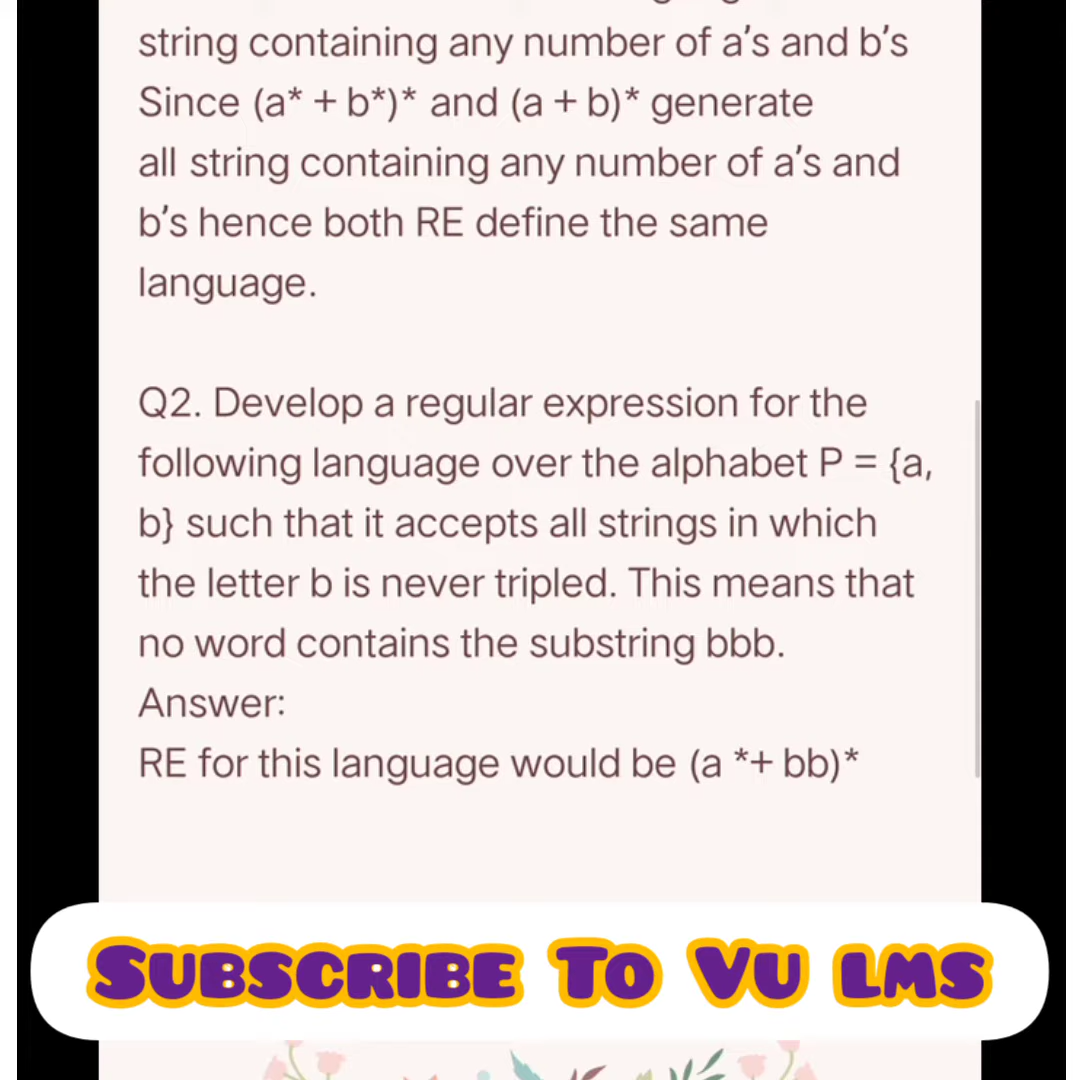 string containing any number of a’s and b’s
Since (a* + b*)* and (a + b)* generate
all string containing any number of a’s and
b’s hence both RE define the same
language.
Q2. Develop a regular expression for the
following language over the alphabet P = {a,
b} such that it accepts all strings in which
the letter b is never tripled. This means that
no word contains the substring bbb.
Answer:
RE for this language would be (a *+ bb)*
SUBSCRIBE TO VU LMS